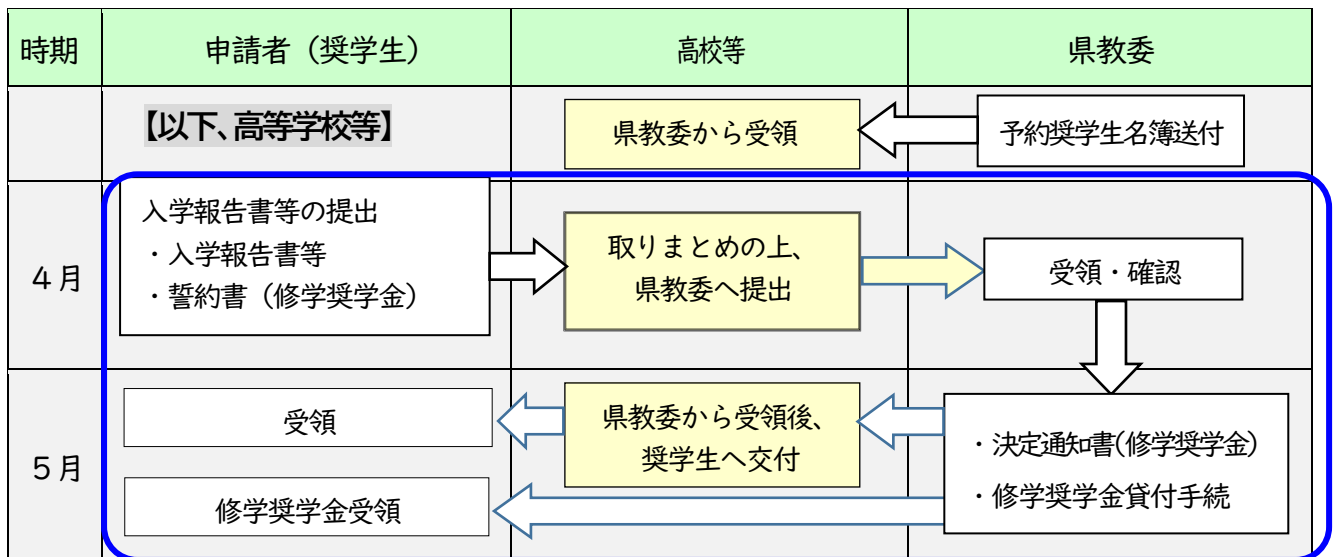 時期
申請者（奨学生）
高校等
県教委
【以下、高等学校等】
県教委から受領
予約奨学生名簿送付
４月
入学報告書等の提出
・入学報告書等
・誓約書（修学奨学金）
取りまとめの上、
県教委へ提出
受領・確認
５月
受領
県教委から受領後、
奨学生へ交付
・決定通知書(修学奨学金)
・修学奨学金貸付手続
修学奨学金受領